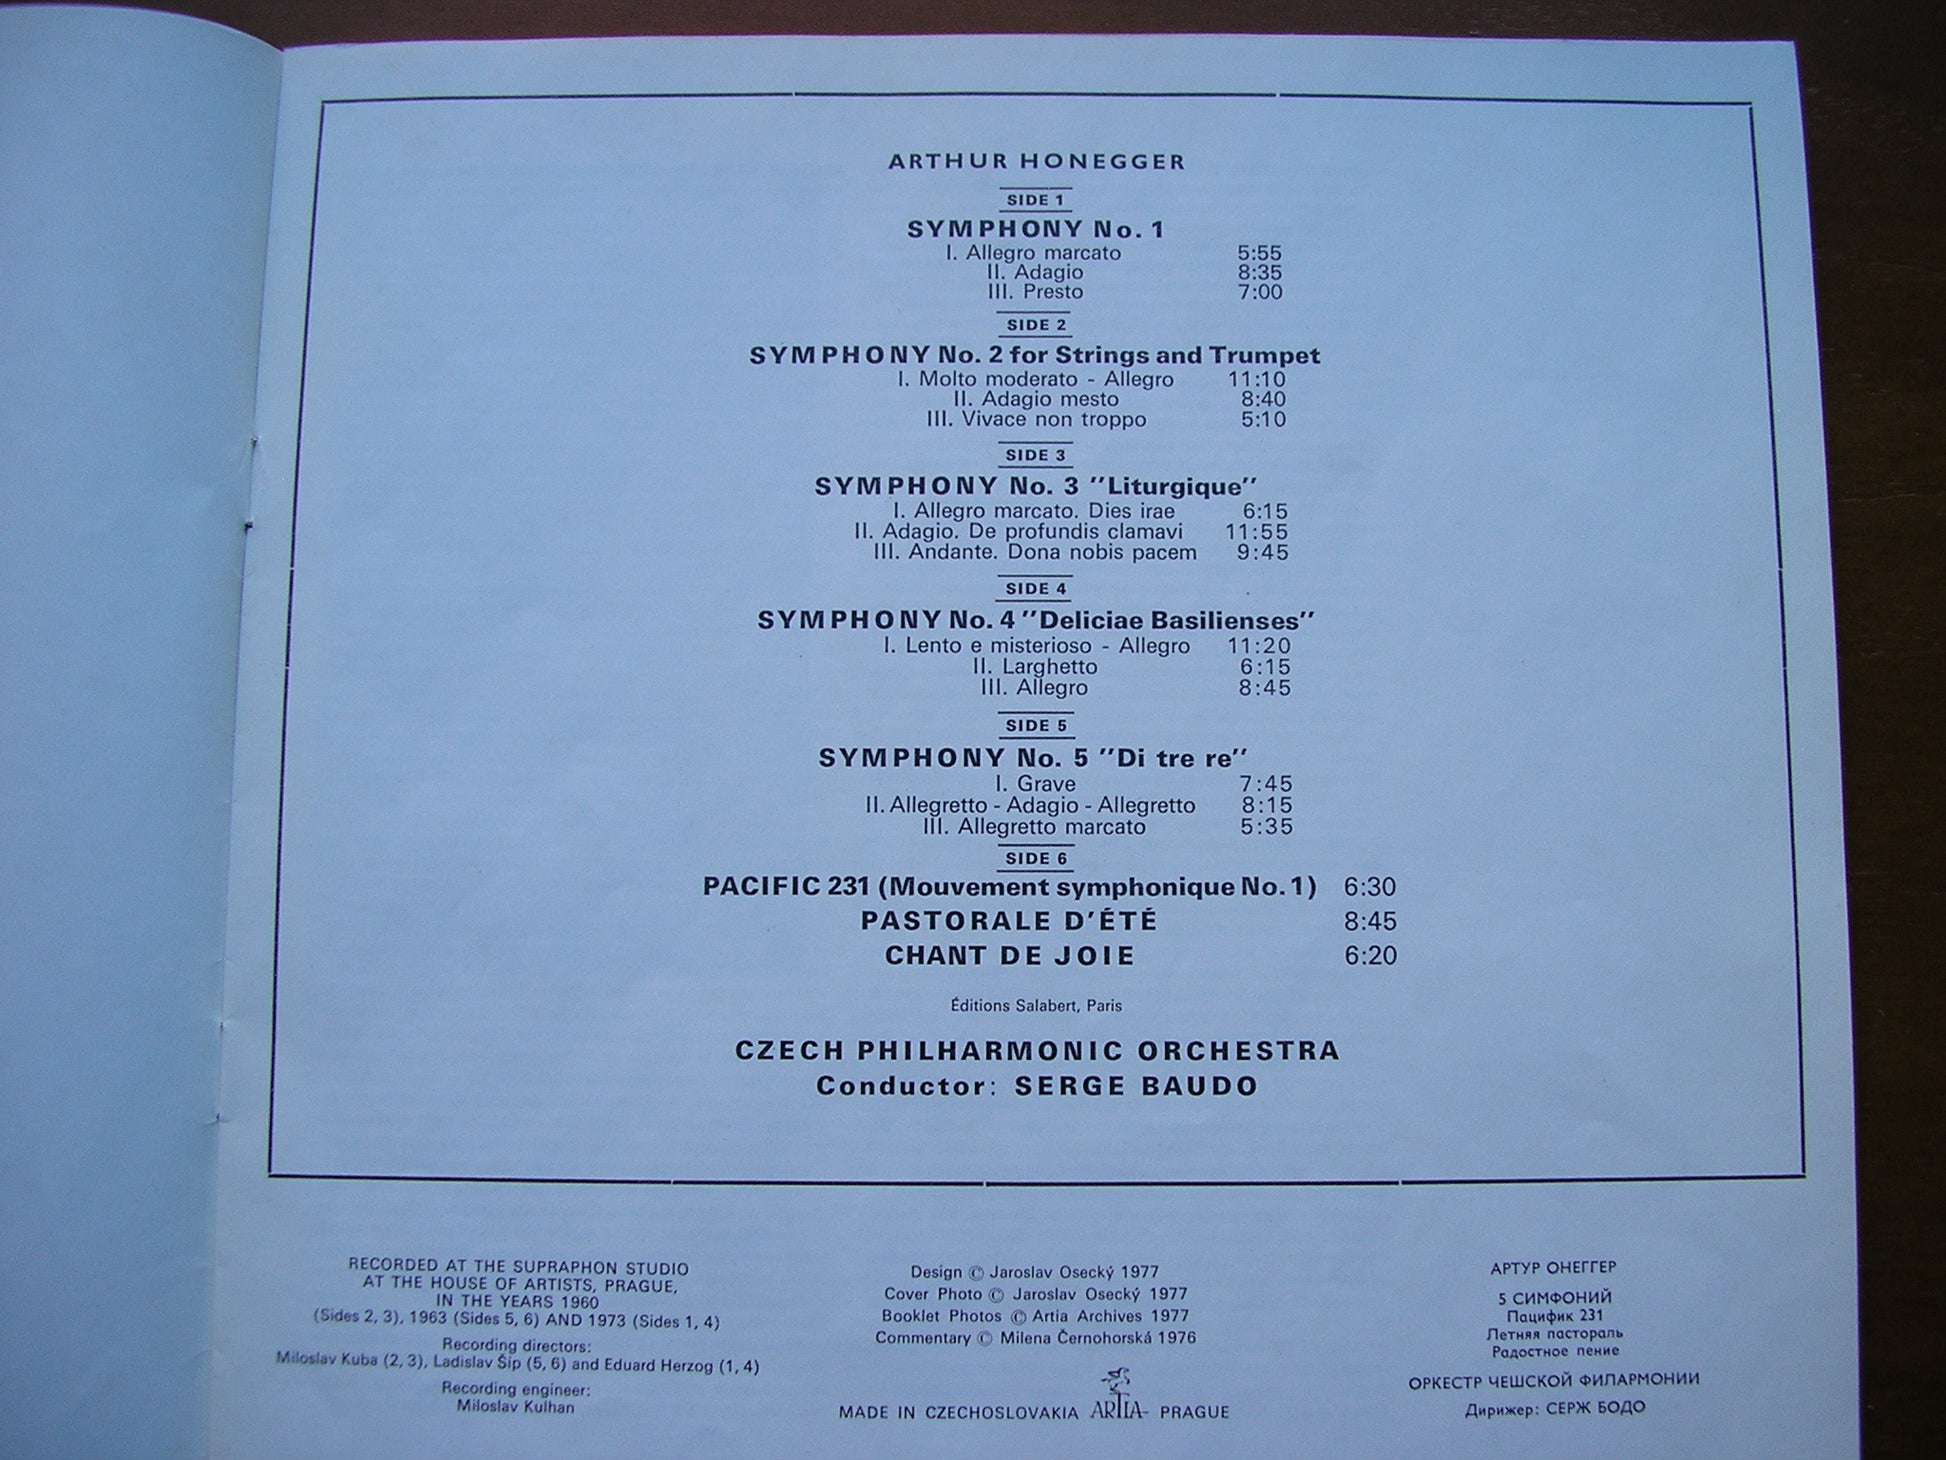 ARTHUR HONEGGER
SIDE 1
SYMPHONY No. 1
I. Allegro marcato 5:55
II. Adagio 8:35
III. Presto 7:00
SIDE 2
SYMPHONY No. 2 for Strings and Trumpet
I. Molto moderato - Allegro 11:10
II. Adagio mesto 8:40
III. Vivace non troppo 5:10
SIDE 3
SYMPHONY No. 3 ″Liturgique″
I. Allegro marcato. Dies irae 6:15
II. Adagio. De profundis clamavi 11:55
III. Andante. Dona nobis pacem 9:45
SIDE 4
SYMPHONY No. 4 ″Deliciae Basilienses″
I. Lento e misterioso - Allegro 11:20
II. Larghetto 6:15
III. Allegro 8:45
SIDE 5
SYMPHONY No. 5 ″Di tre re″
I. Grave 7:45
II. Allegretto - Adagio - Allegretto 8:15
III. Allegretto marcato 5:35
SIDE 6
PACIFIC 231 (Mouvement symphonique No. 1) 6:30
PASTORALE D'ÉTÉ 8:45
CHANT DE JOIE 6:20
Éditions Salabert, Paris
CZECH PHILHARMONIC ORCHESTRA
Conductor: SERGE BAUDO
RECORDED AT THE SUPRAPHON STUDIO
AT THE HOUSE OF ARTISTS, PRAGUE,
IN THE YEARS 1960
(Sides 2, 3), 1963 (Sides 5, 6) AND 1973 (Sides 1, 4)
Recording directors:
Miloslav Kuba (2, 3), Ladislav Šíp (5, 6) and Eduard Herzog (1, 4)
Recording engineer:
Miloslav Kulhan
Design © Jaroslav Osecký 1977
Cover Photo © Jaroslav Osecký 1977
Booklet Photos © Artia Archives 1977
Commentary © Milena Černohorská 1976
MADE IN CZECHOSLOVAKIA ARTIA - PRAGUE
АРТУР ОНЕГГЕР
5 СИМФОНИЙ
Пацифик 231
Летняя пастораль
Радостное пение
ОРКЕСТР ЧЕШСКОЙ ФИЛАРМОНИИ
Дирижер: СЕРЖ БОДО